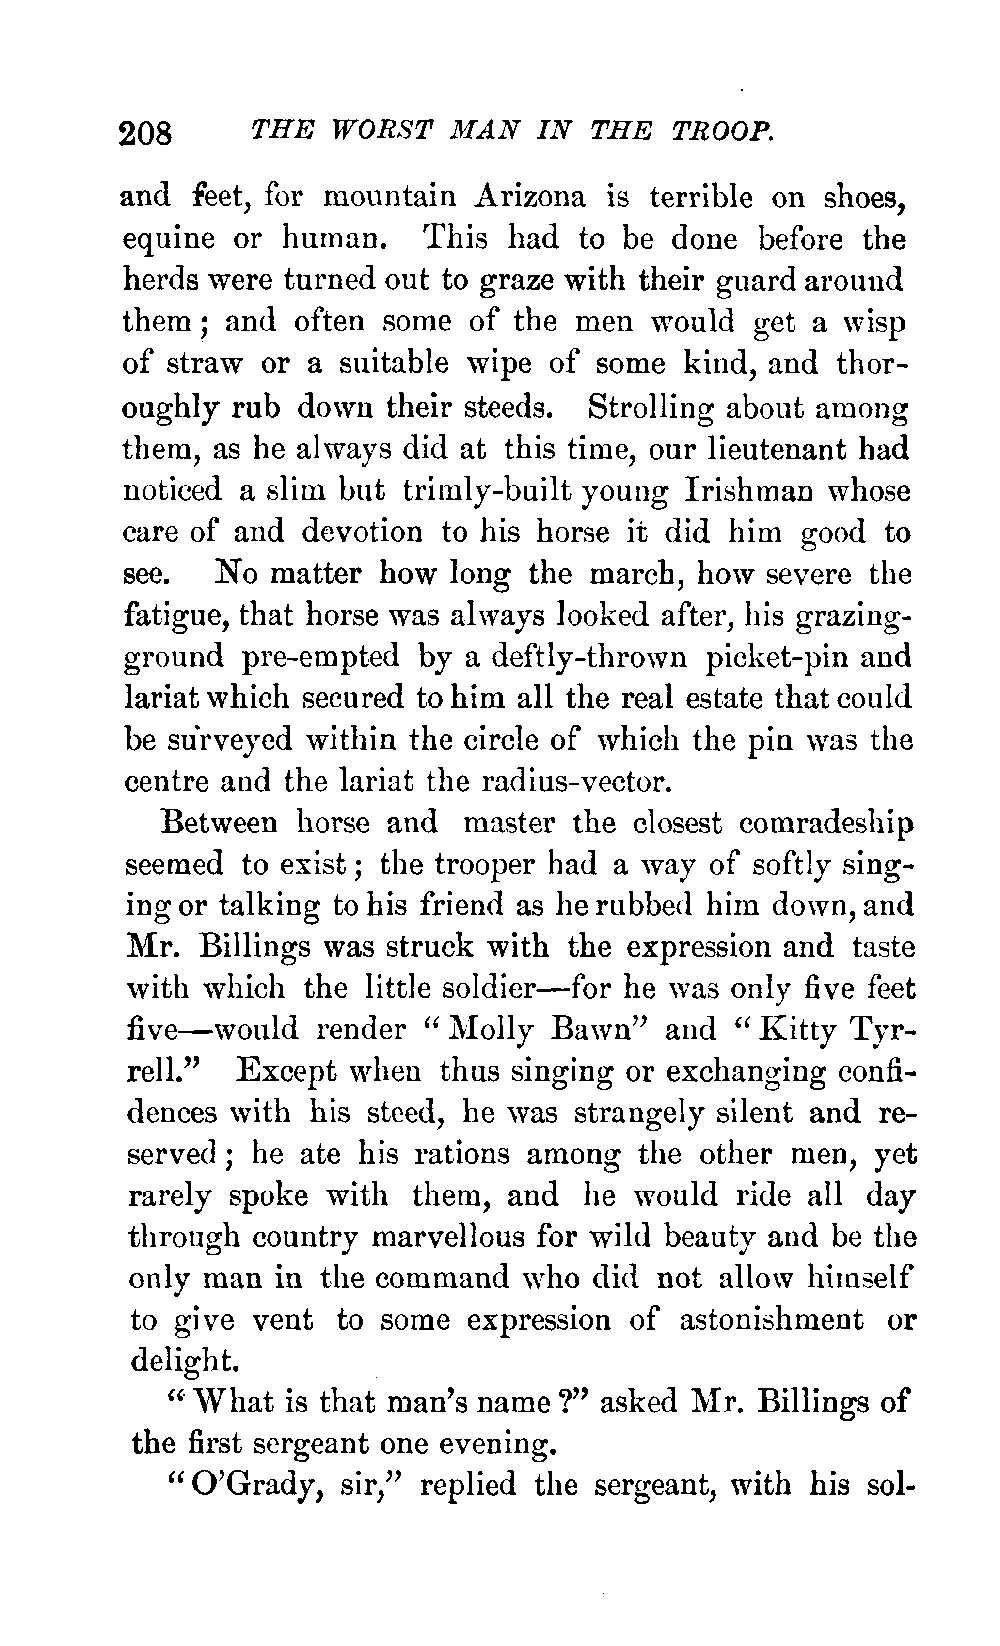 208 THE WORST MAN IN THE TROOP.
and feet, for mountain Arizona is terrible on shoes,
equine or human. This had to be done before the
herds were turned out to graze with their guard around
them; and often some of the men would get a wisp
of straw or a suitable wipe of some kind, and thor-
oughly rub down their steeds. Strolling about among
them, as he always did at this time, our lieutenant had
noticed a slim but trimly-built young Irishman whose
care of and devotion to his horse it did him good to
see. No matter how long the march, how severe the
fatigue, that horse was always looked after, his grazing-
ground pre-empted by a deftly-thrown picket-pin and
lariat which secured to him all the real estate that could
be surveyed within the circle of which the pin was the
centre and the lariat the radius-vector.
Between horse and master the closest comradeship
seemed to exist; the trooper had a way of softly sing-
ing or talking to his friend as he rubbed him down, and
Mr. Billings was struck with the expression and taste
with which the little soldier—for he was only five feet
five—would render "Molly Bawn" and "Kitty Tyr-
rell." Except when thus singing or exchanging confi-
dences with his steed, he was strangely silent and re-
served; he ate his rations among the other men, yet
rarely spoke with them, and he would ride all day
through country marvellous for wild beauty and be the
only man in the command who did not allow himself
to give vent to some expression of astonishment or
delight.
"What is that man's name?" asked Mr. Billings of
the first sergeant one evening.
"O'Grady, sir," replied the sergeant, with his sol-